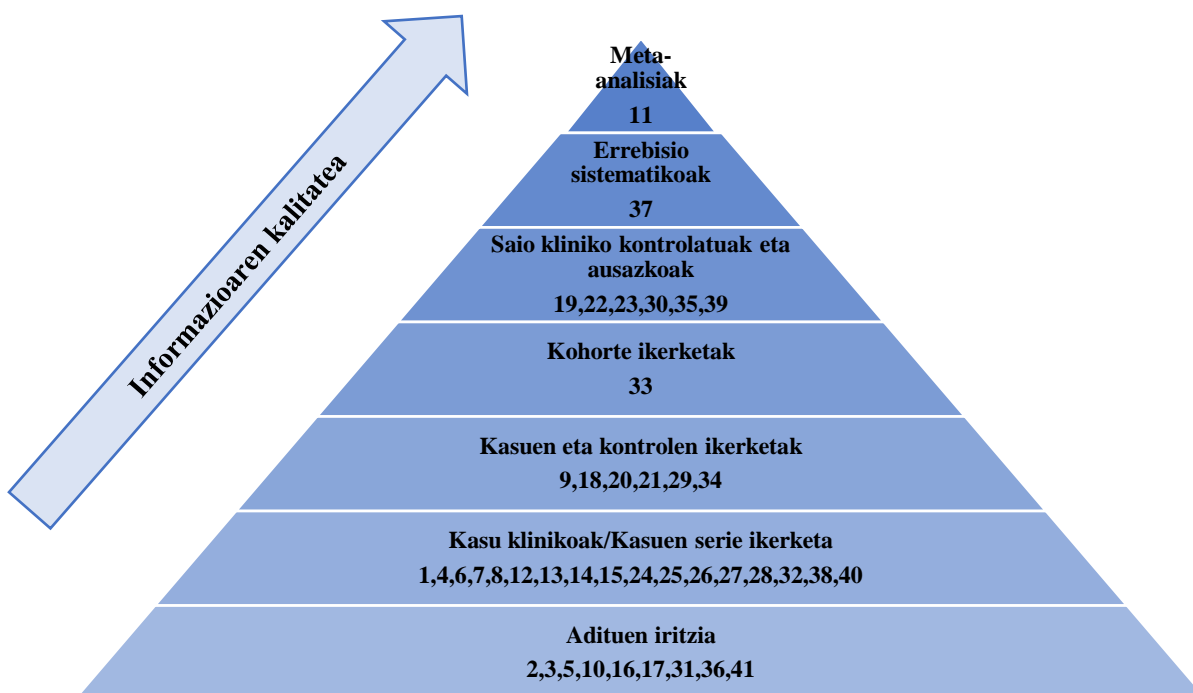 Informazioaren kalitatea
Meta-
analisiak
11
Errebisio
sistematikoak
37
Saio kliniko kontrolatuak eta
ausazkoak
19,22,23,30,35,39
Kohorte ikerketak
33
Kasuen eta kontrolen ikerketak
9,18,20,21,29,34
Kasu klinikoak/Kasuen serie ikerketa
1,4,6,7,8,12,13,14,15,24,25,26,27,28,32,38,40
Adituen iritzia
2,3,5,10,16,17,31,36,41